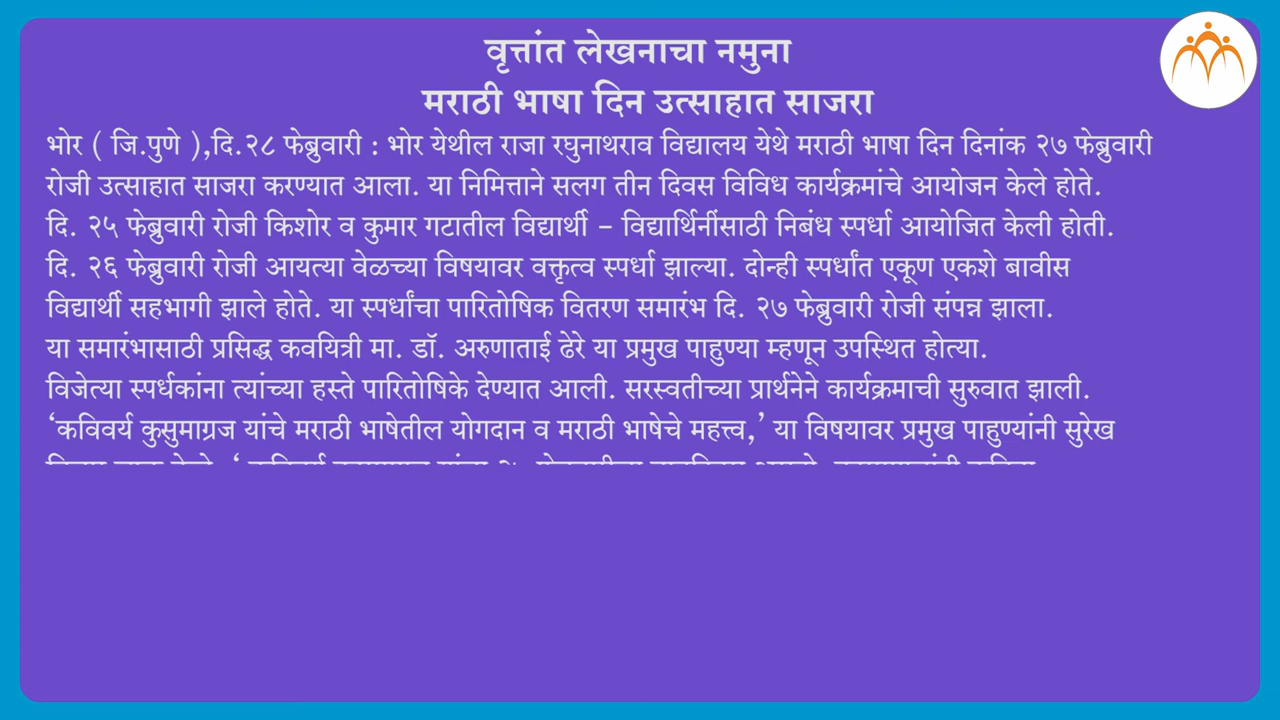 वृत्तांत लेखनाचा नमुना
मराठी भाषा दिन उत्साहात साजरा
भोर ( जि.पुणे ),दि.२८ फेब्रुवारी : भोर येथील राजा रघुनाथराव विद्यालय येथे मराठी भाषा दिन दिनांक २७ फेब्रुवारी
रोजी उत्साहात साजरा करण्यात आला. या निमित्ताने सलग तीन दिवस विविध कार्यक्रमांचे आयोजन केले होते.
दि. २५ फेब्रुवारी रोजी किशोर व कुमार गटातील विद्यार्थी – विद्यार्थिनींसाठी निबंध स्पर्धा आयोजित केली होती.
दि. २६ फेब्रुवारी रोजी आयत्या वेळच्या विषयावर वक्तृत्व स्पर्धा झाल्या. दोन्ही स्पर्धांत एकूण एकशे बावीस
विद्यार्थी सहभागी झाले होते. या स्पर्धांचा पारितोषिक वितरण समारंभ दि. २७ फेब्रुवारी रोजी संपन्न झाला.
या समारंभासाठी प्रसिद्ध कवयित्री मा. डॉ. अरुणाताई ढेरे या प्रमुख पाहुण्या म्हणून उपस्थित होत्या.
विजेत्या स्पर्धकांना त्यांच्या हस्ते पारितोषिके देण्यात आली. सरस्वतीच्या प्रार्थनेने कार्यक्रमाची सुरुवात झाली.
‘कविवर्य कुसुमाग्रज यांचे मराठी भाषेतील योगदान व मराठी भाषेचे महत्त्व,’ या विषयावर प्रमुख पाहुण्यांनी सुरेख